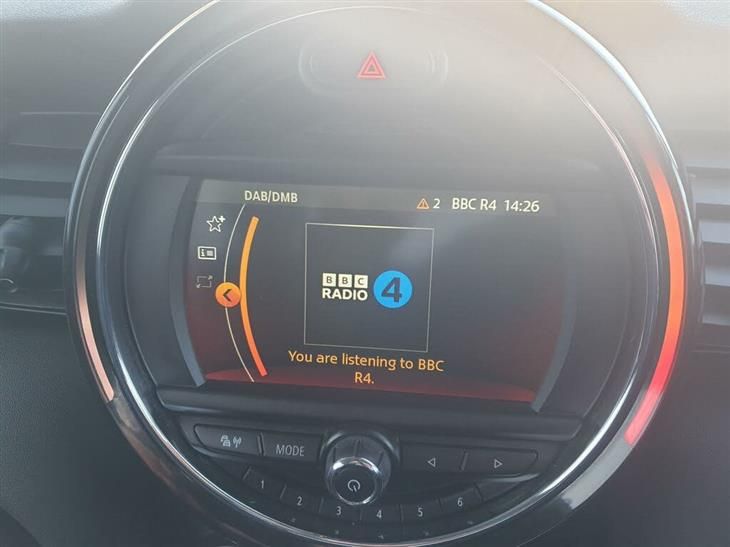 DAB/DMB
2 BBC R4 14:26
BBC
RADIO 4
You are listening to BBC
R4.
MODE
1 2 3 4 5 6